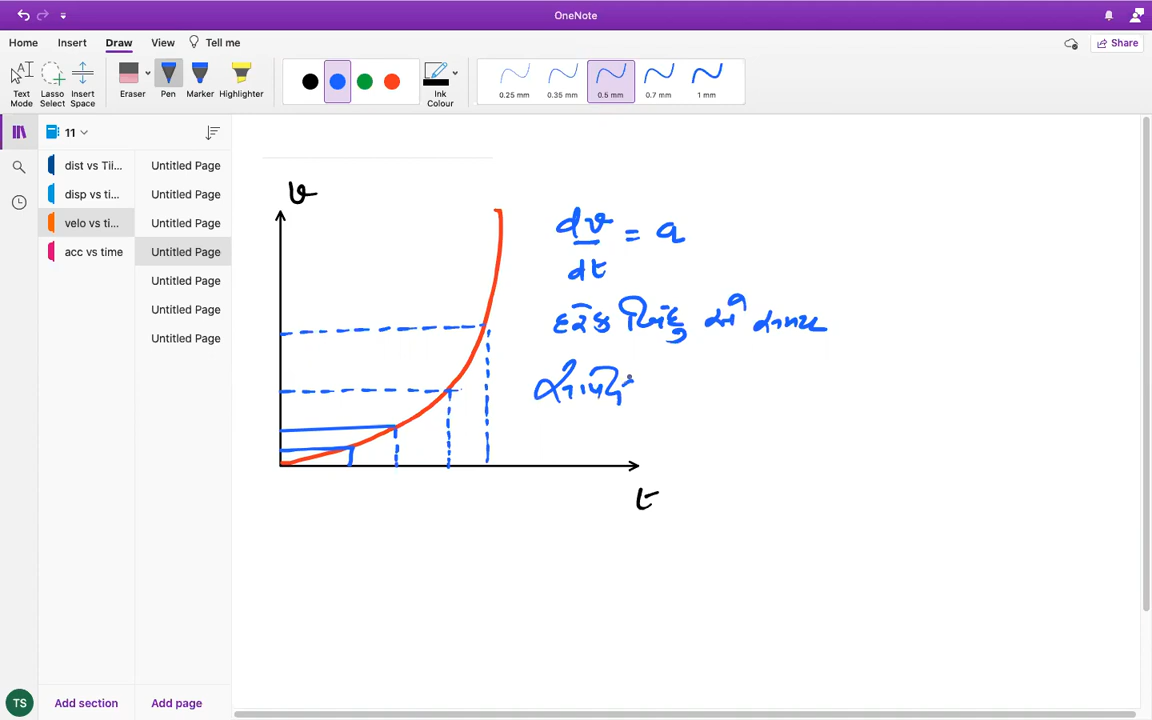 OneNote
Home Insert Draw View Tell me
Share
Text Mode
Lasso Select
Insert Space
Eraser
Pen
Marker
Highlighter
Ink Colour
0.25 mm
0.35 mm
0.5 mm
0.7 mm
1 mm
11
dist vs Tii...
disp vs ti...
velo vs ti...
acc vs time
Untitled Page
Untitled Page
Untitled Page
Untitled Page
Untitled Page
Untitled Page
Untitled Page
v
t
dv/dt = a
TS
Add section
Add page